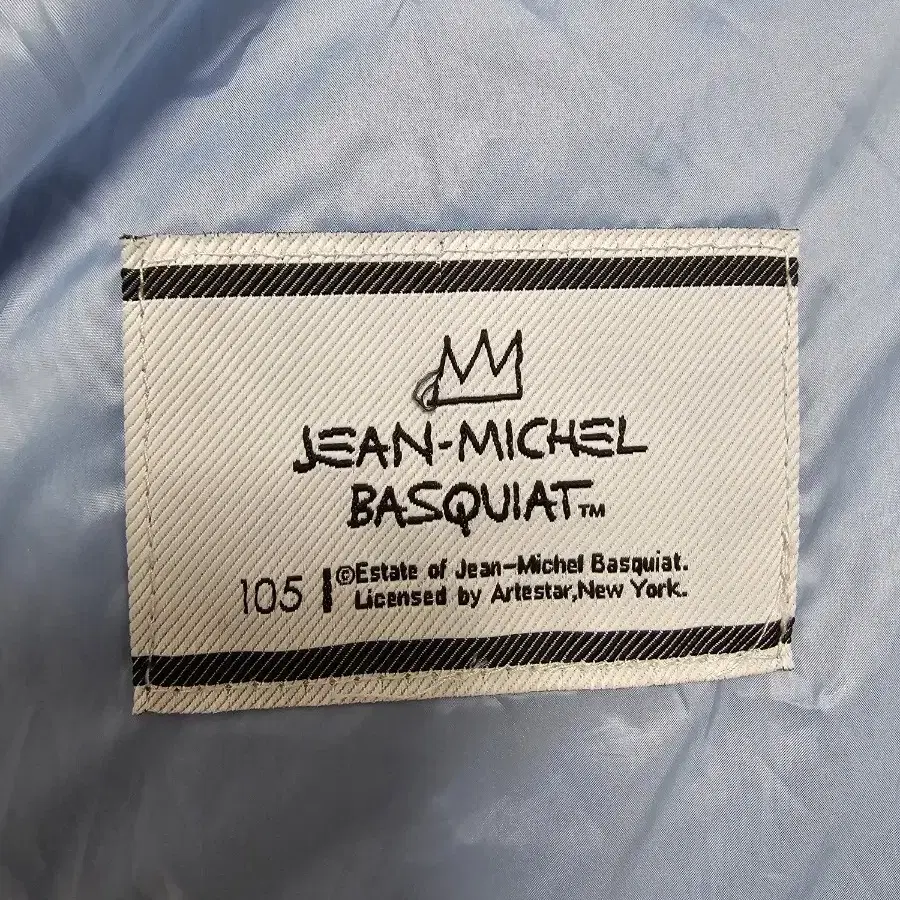 JEAN-MICHEL
BASQUIAT™
105
©Estate of Jean-Michel Basquiat.
Licensed by Artestar,New York.